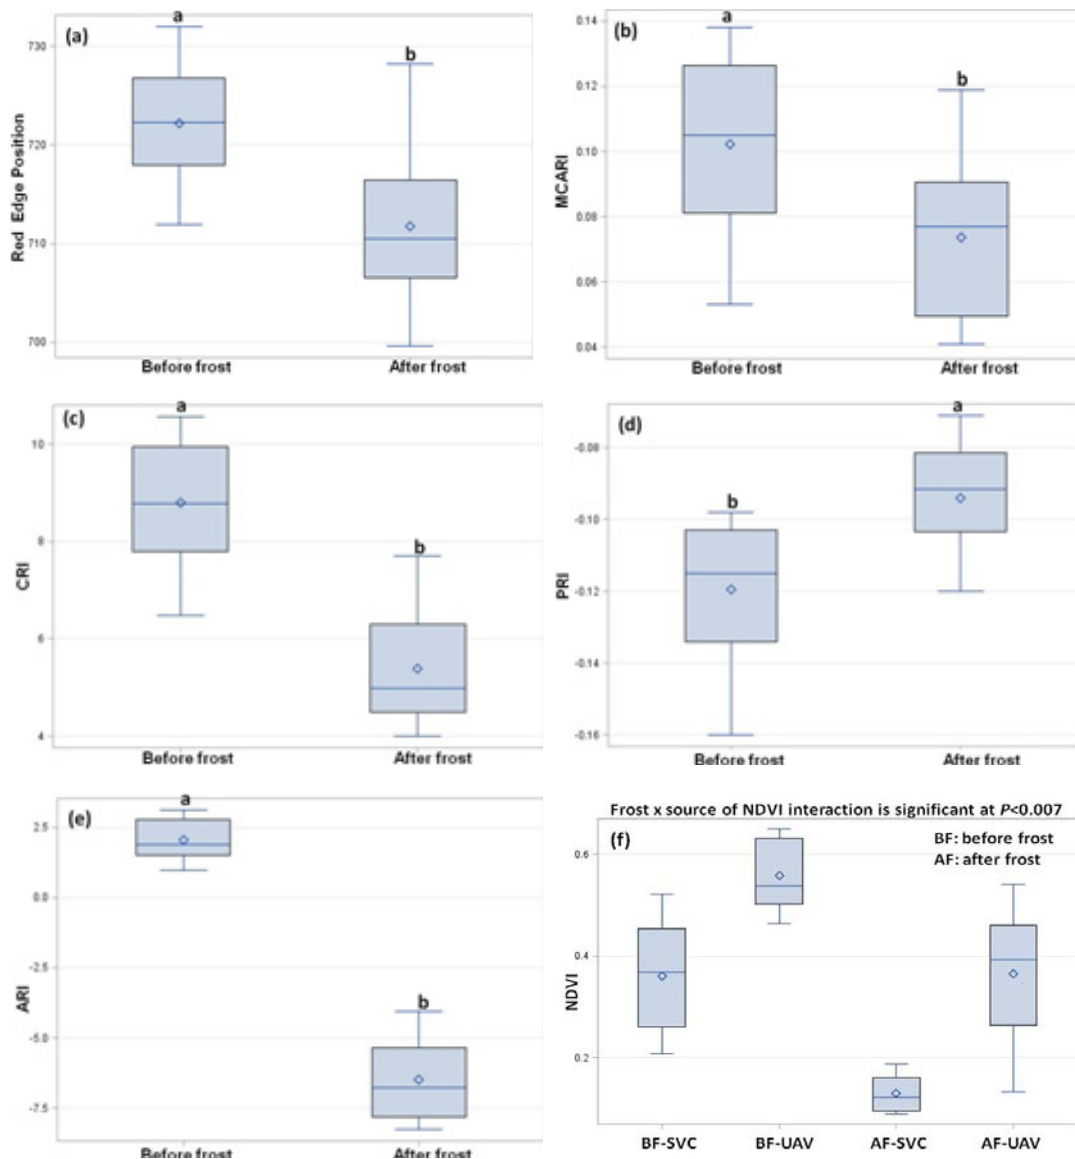 (a)
a
b
730
720
710
700
Red Edge Position
Before frost
After frost
(b)
a
b
0.14
0.12
0.10
0.08
0.06
0.04
MCARI
Before frost
After frost
(c)
a
b
10
8
6
4
CRI
Before frost
After frost
(d)
b
a
-0.08
-0.10
-0.12
-0.14
-0.16
PRI
Before frost
After frost
(e)
a
b
2.5
0.0
-2.5
-5.0
-7.5
ARI
Before frost
After frost
Frost x source of NDVI interaction is significant at P<0.007
(f)
BF: before frost
AF: after frost
0.6
0.4
0.2
NDVI
BF-SVC
BF-UAV
AF-SVC
AF-UAV